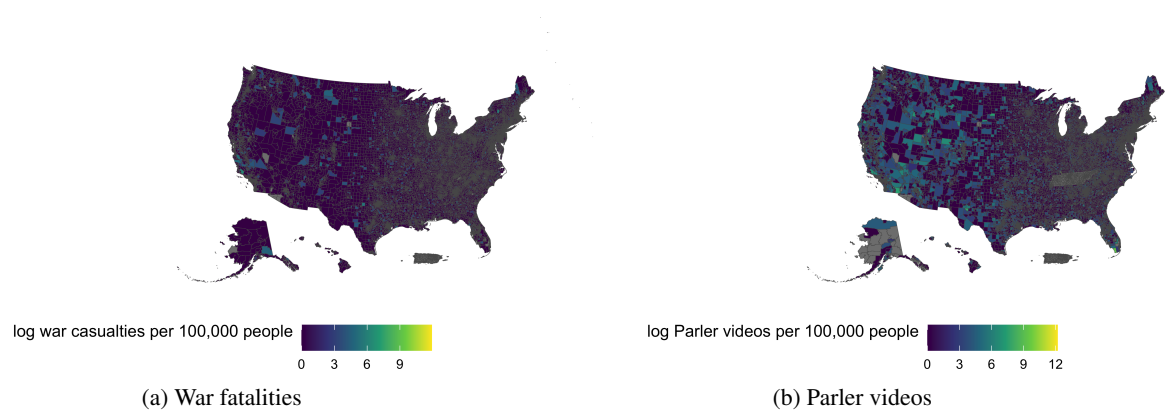 log war casualties per 100,000 people
0 3 6 9
(a) War fatalities
log Parler videos per 100,000 people
0 3 6 9 12
(b) Parler videos